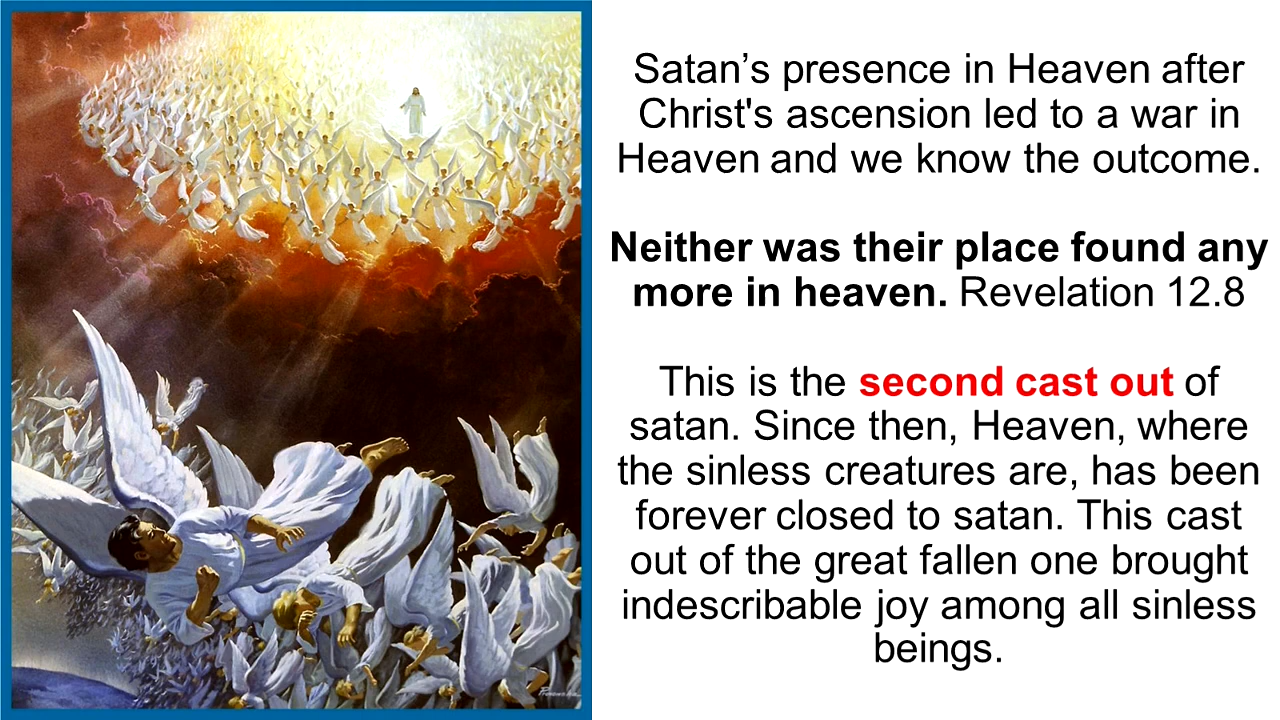 Satan’s presence in Heaven after
Christ's ascension led to a war in
Heaven and we know the outcome.
Neither was their place found any
more in heaven. Revelation 12.8
This is the second cast out of
satan. Since then, Heaven, where
the sinless creatures are, has been
forever closed to satan. This cast
out of the great fallen one brought
indescribable joy among all sinless
beings.